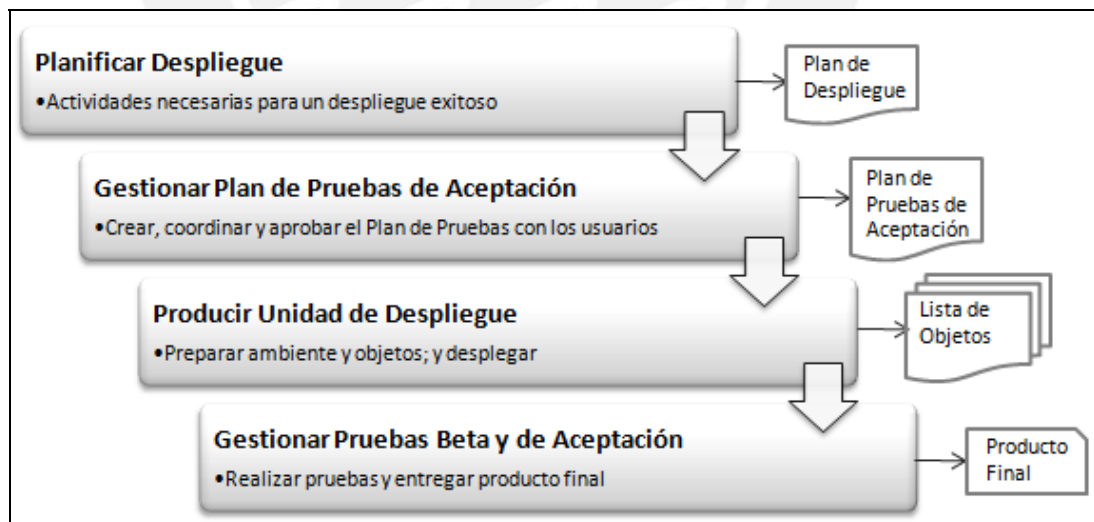 Planificar Despliegue
•Actividades necesarias para un despliegue exitoso
Plan de
Despliegue
Gestionar Plan de Pruebas de Aceptación
•Crear, coordinar y aprobar el Plan de Pruebas con los usuarios
Plan de
Pruebas de
Aceptación
Producir Unidad de Despliegue
•Preparar ambiente y objetos; y desplegar
Lista de
Objetos
Gestionar Pruebas Beta y de Aceptación
•Realizar pruebas y entregar producto final
Producto
Final